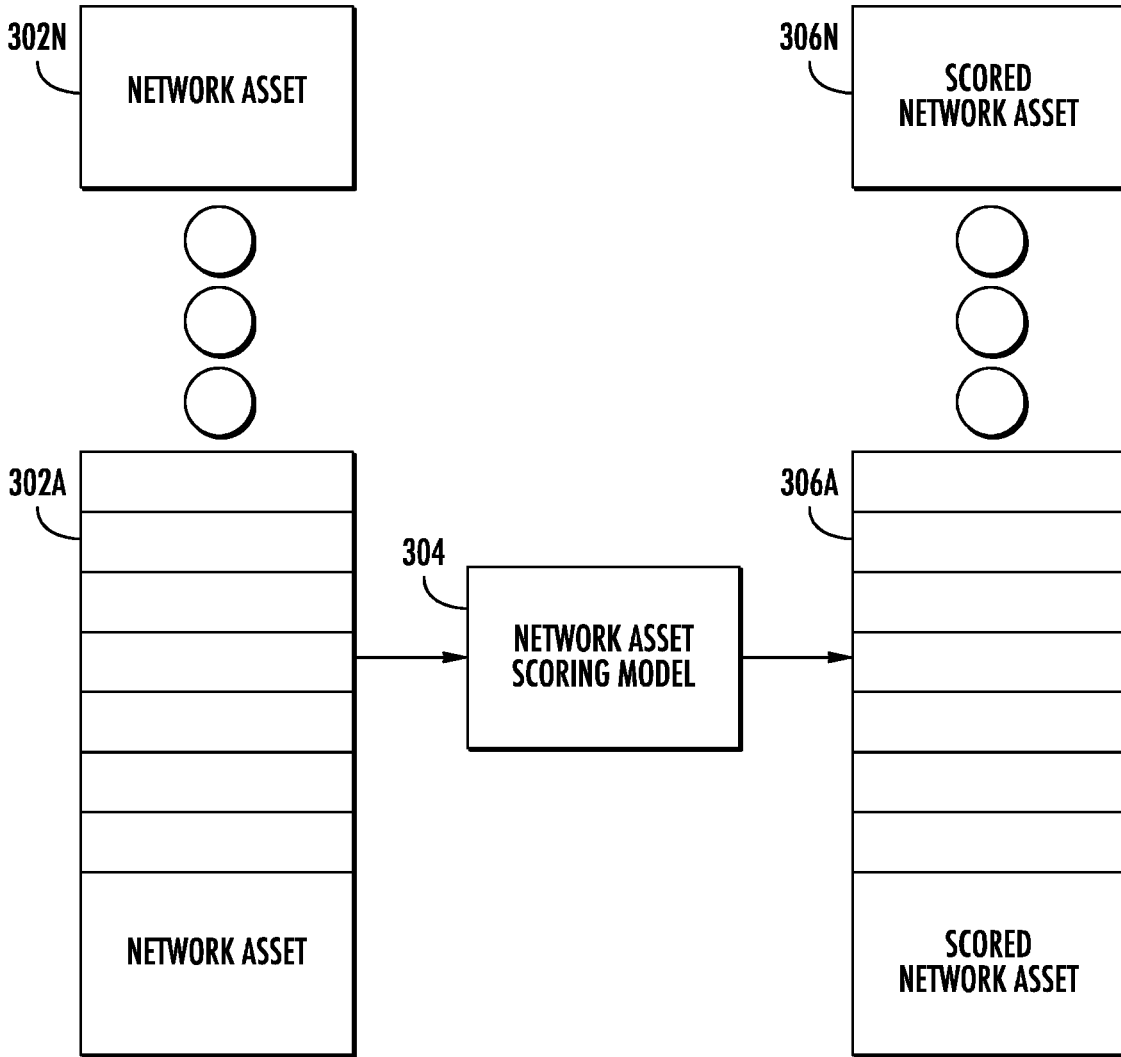 302N
NETWORK ASSET
306N
SCORED
NETWORK ASSET
302A
304
NETWORK ASSET
SCORING MODEL
306A
NETWORK ASSET
SCORED
NETWORK ASSET